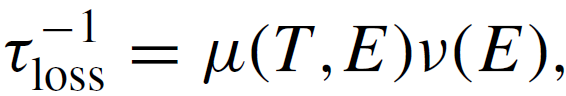 τ_loss^{-1} = μ(T, E)ν(E),